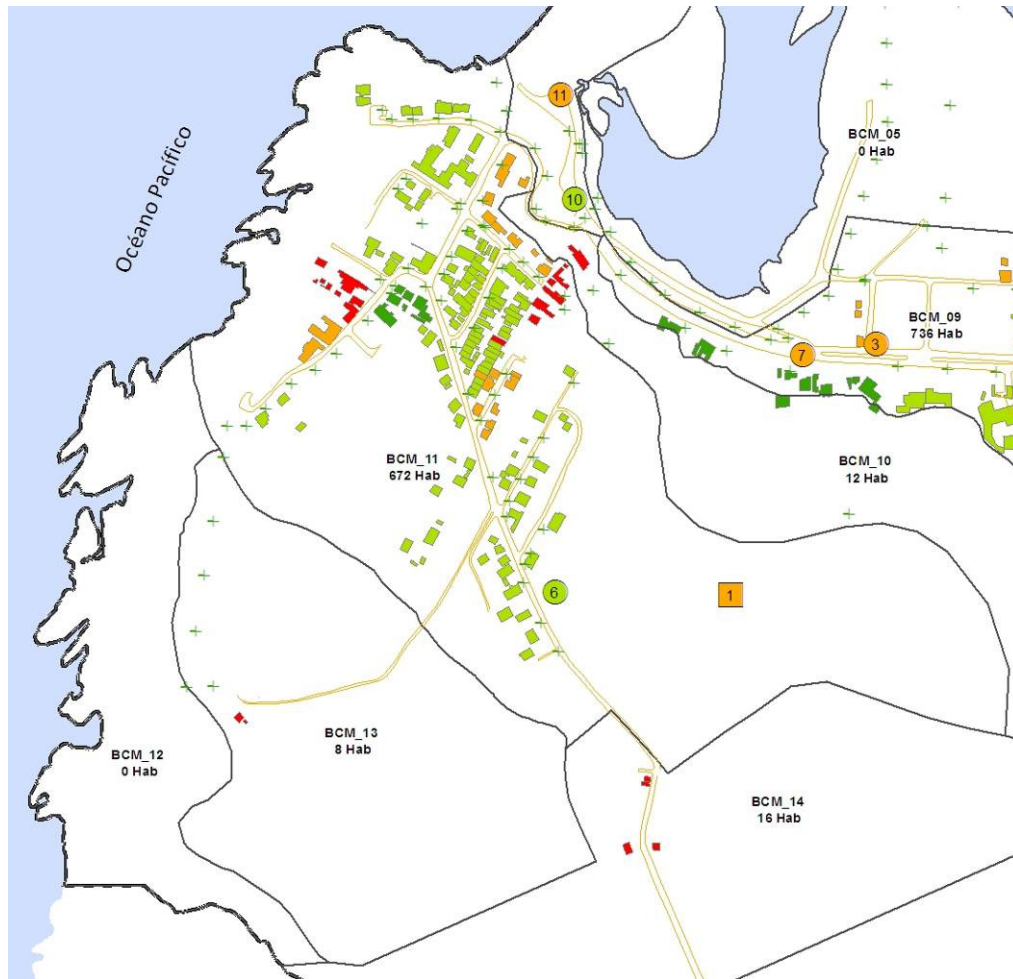 11
BCM_05
0 Hab
10
Océano Pacífico
BCM_09
736 Hab
3
7
BCM_11
672 Hab
BCM_10
12 Hab
6
1
BCM_13
8 Hab
BCM_12
0 Hab
BCM_14
16 Hab